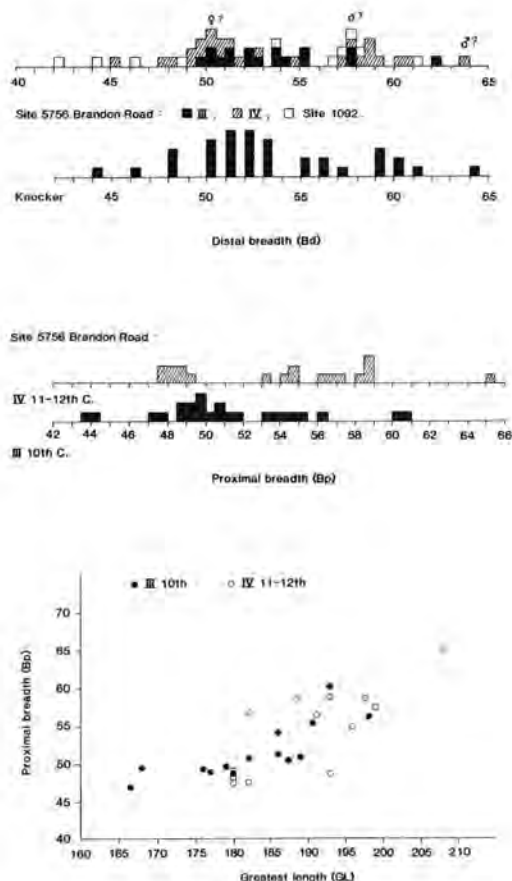 ♀? ♂? ♂?
40 45 50 55 60 65
Site 5756 Brandon Road : ■ III , ▨ IV , □ Site 1092
Knocker 45 50 55 60 65
Distal breadth (Bd)
Site 5756 Brandon Road
IV 11-12th C.
42 44 46 48 50 52 54 56 58 60 62 64 66
III 10th C.
Proximal breadth (Bp)
● III 10th ○ IV 11-12th
70
65
60
55
50
45
40
Proximal breadth (Bp)
160 165 170 175 180 185 190 195 200 205 210
Greatest length (GL)